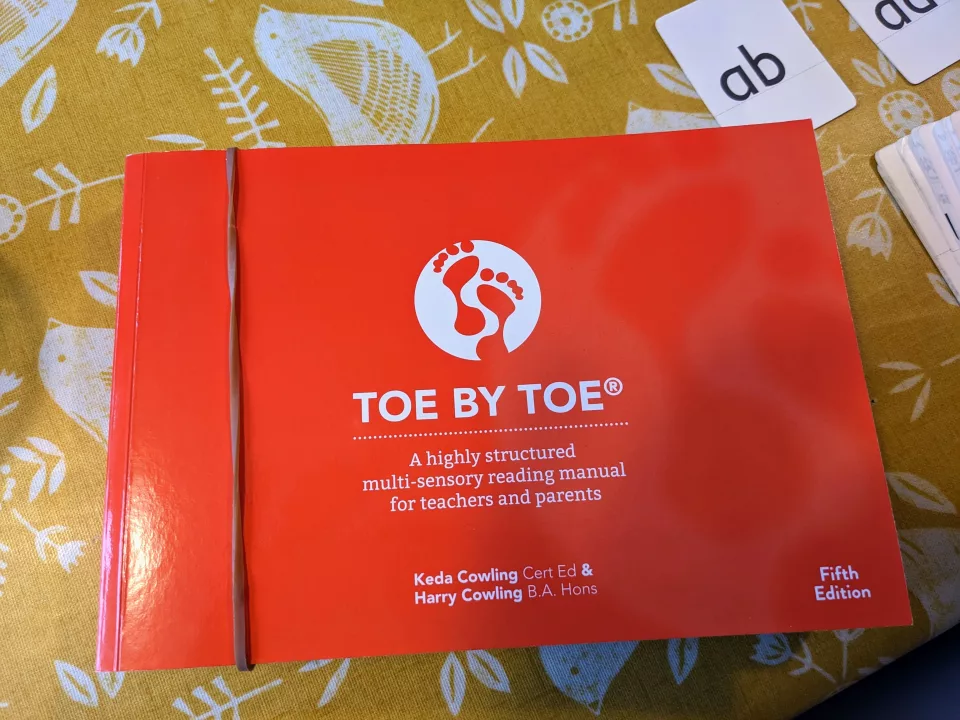 ab
TOE BY TOE®
A highly structured
multi-sensory reading manual
for teachers and parents
Keda Cowling Cert Ed &
Harry Cowling B.A. Hons
Fifth
Edition